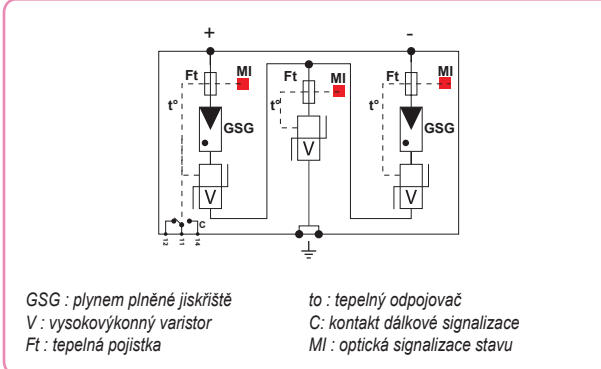 + -
Ft MI Ft MI Ft MI
t° t° t°
GSG GSG
V V V
C
12 11 14
GSG : plynem plněné jiskřiště
V : vysokovýkonný varistor
Ft : tepelná pojistka
to : tepelný odpojovač
C: kontakt dálkové signalizace
MI : optická signalizace stavu